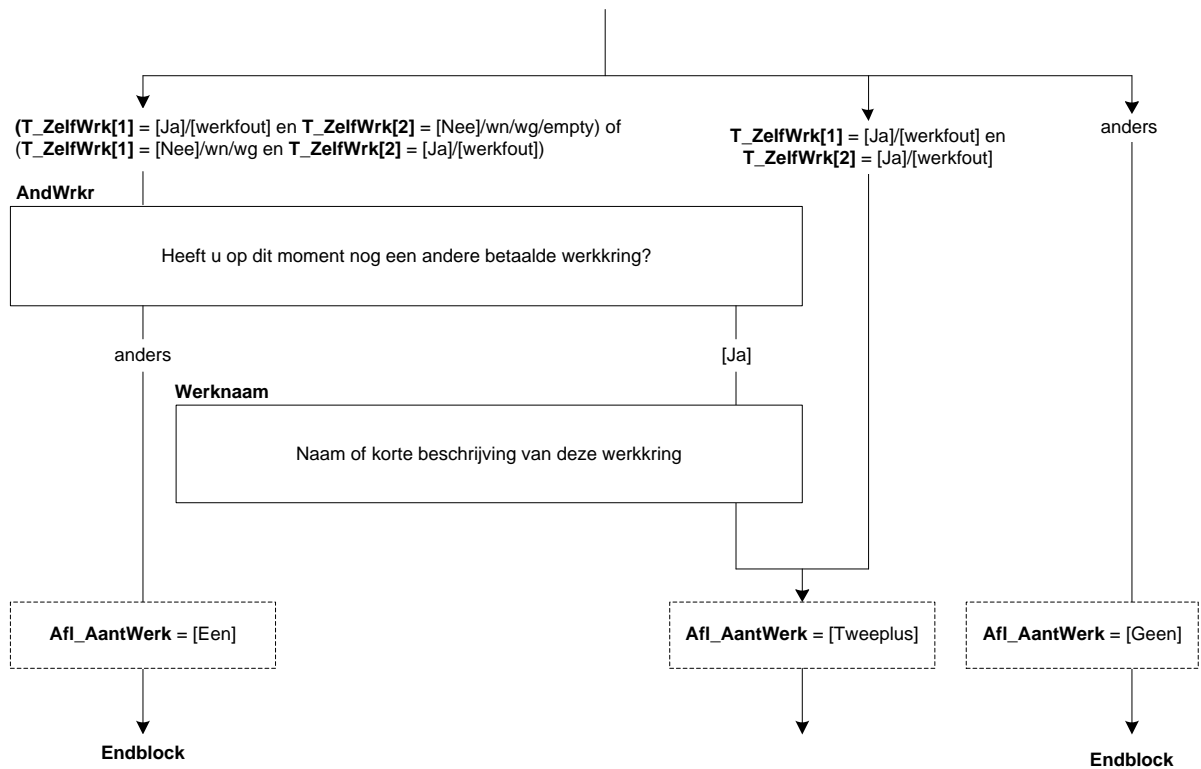 (T_ZelfWrk[1] = [Ja]/[werkfout] en T_ZelfWrk[2] = [Nee]/wn/wg/empty) of
(T_ZelfWrk[1] = [Nee]/wn/wg en T_ZelfWrk[2] = [Ja]/[werkfout])
T_ZelfWrk[1] = [Ja]/[werkfout] en
T_ZelfWrk[2] = [Ja]/[werkfout]
anders
AndWrkr
Heeft u op dit moment nog een andere betaalde werkkring?
anders
[Ja]
Werknaam
Naam of korte beschrijving van deze werkkring
Afl_AantWerk = [Een]
Afl_AantWerk = [Tweeplus]
Afl_AantWerk = [Geen]
Endblock
Endblock